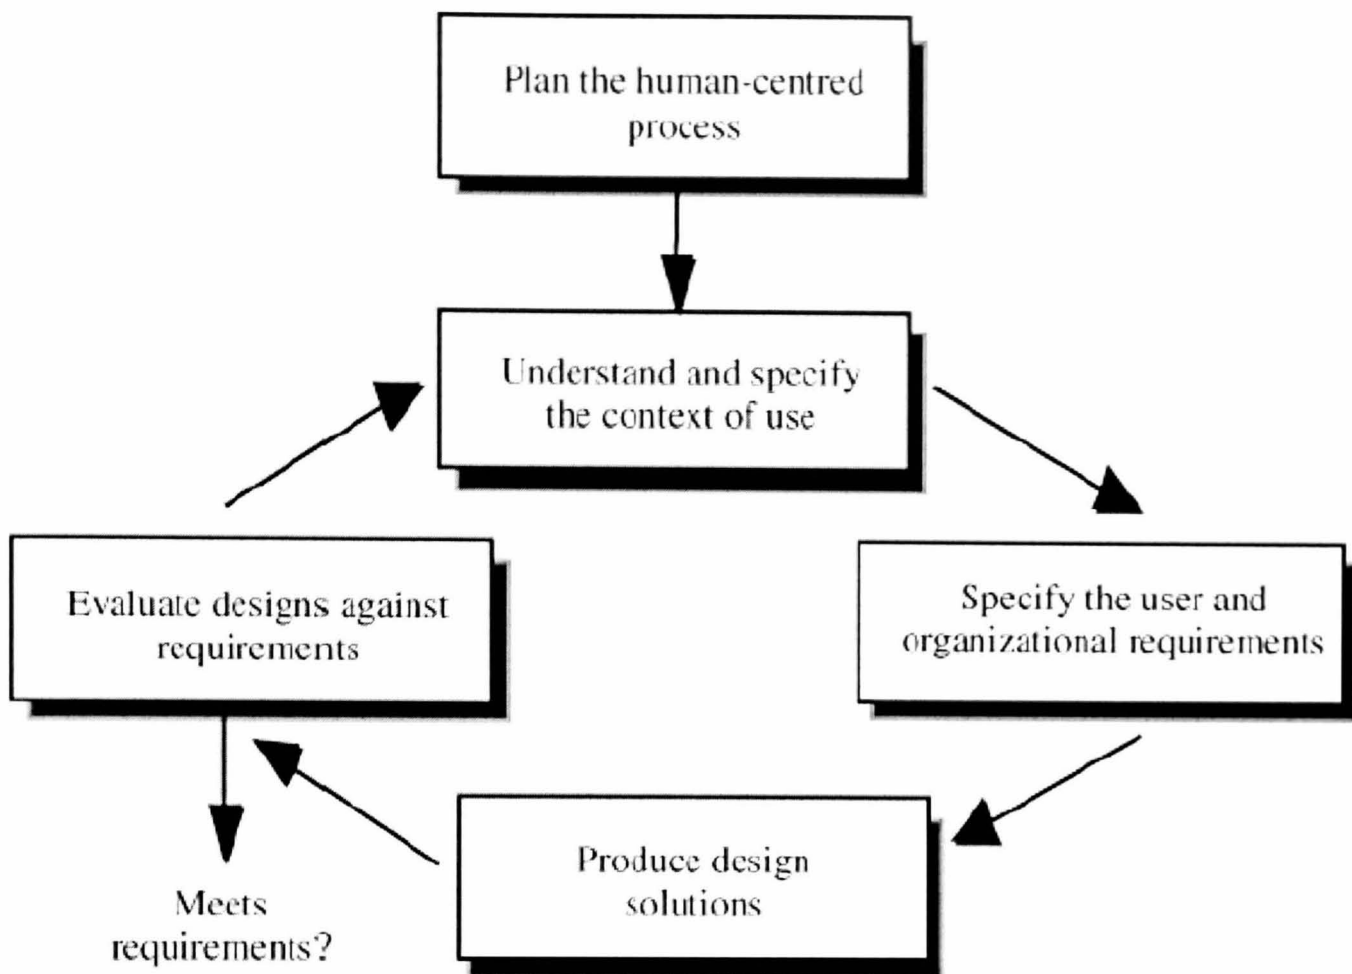 Plan the human-centred
process
Understand and specify
the context of use
Evaluate designs against
requirements
Specify the user and
organizational requirements
Produce design
solutions
Meets
requirements?